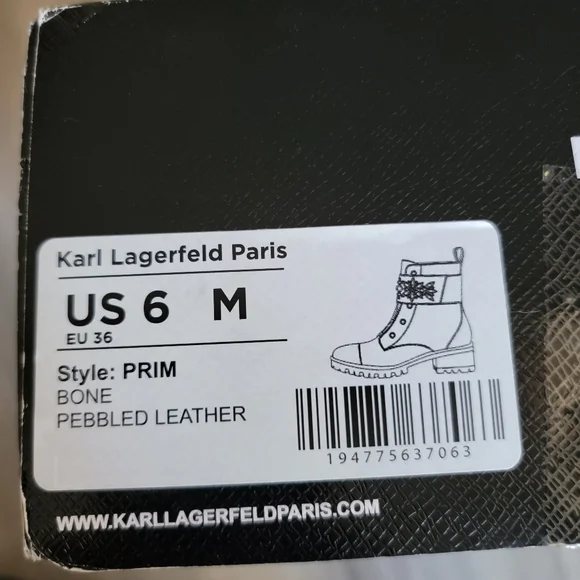 Karl Lagerfeld Paris
US 6 M
EU 36
Style: PRIM
BONE
PEBBLED LEATHER
194775637063
WWW.KARLLAGERFELDPARIS.COM